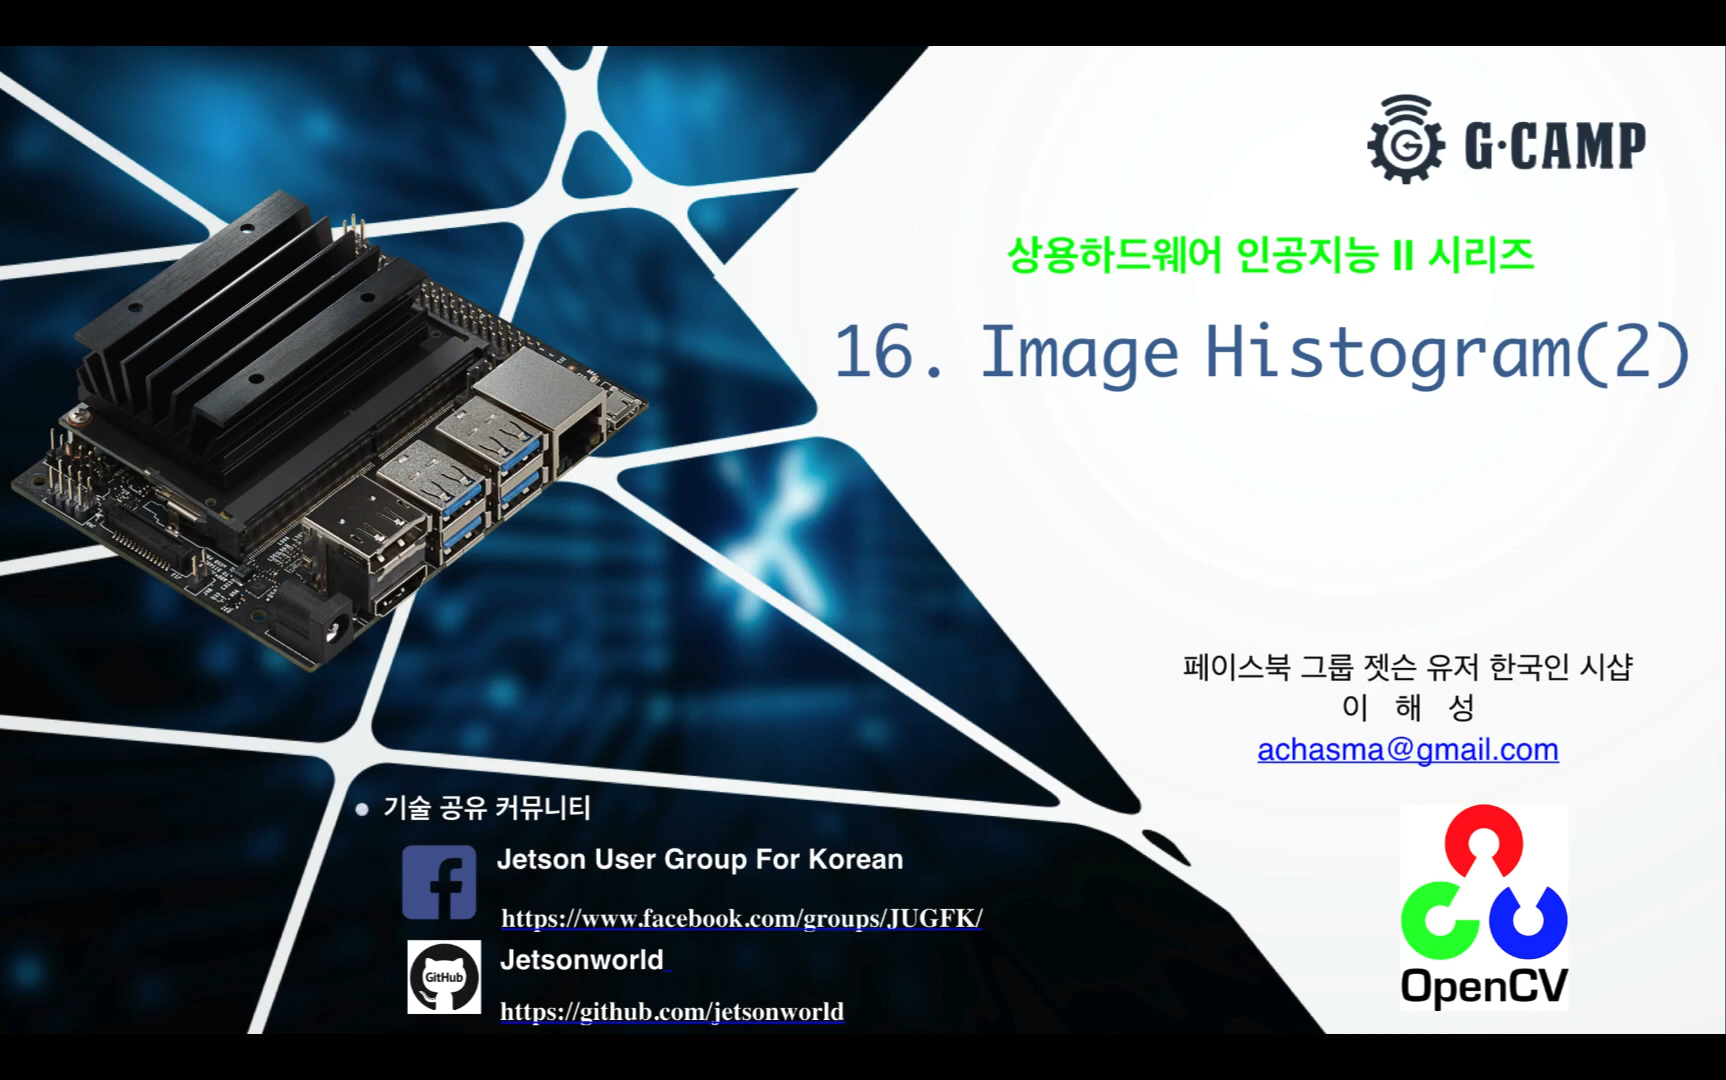 G·CAMP
상용하드웨어 인공지능 II 시리즈
16. Image Histogram(2)
페이스북 그룹 젯슨 유저 한국인 시샵
이 해 성
achasma@gmail.com
기술 공유 커뮤니티
Jetson User Group For Korean
https://www.facebook.com/groups/JUGFK/
GitHub
Jetsonworld
https://github.com/jetsonworld
OpenCV